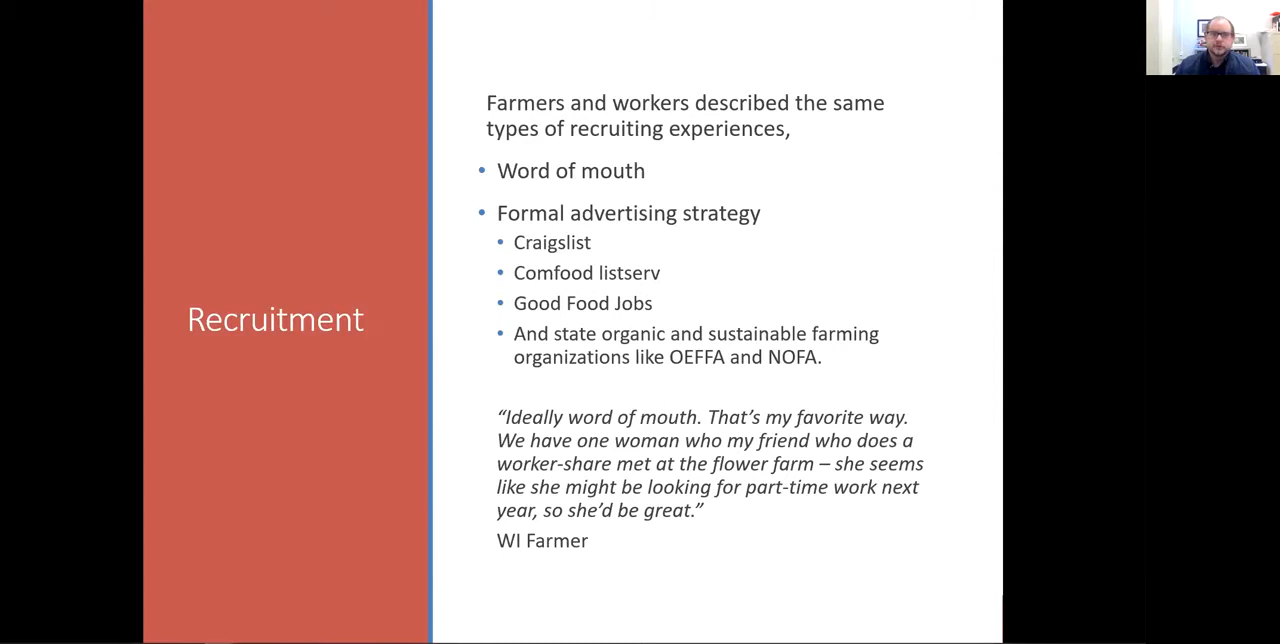 Recruitment
Farmers and workers described the same
types of recruiting experiences,
• Word of mouth
• Formal advertising strategy
• Craigslist
• Comfood listserv
• Good Food Jobs
• And state organic and sustainable farming
organizations like OEFFA and NOFA.
“Ideally word of mouth. That’s my favorite way.
We have one woman who my friend who does a
worker-share met at the flower farm – she seems
like she might be looking for part-time work next
year, so she’d be great.”
WI Farmer